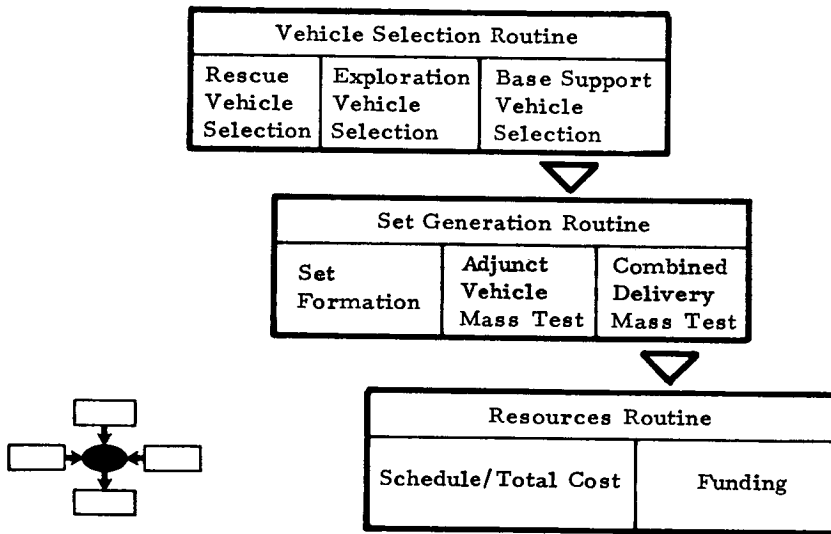 Vehicle Selection Routine
Rescue
Vehicle
Selection
Exploration
Vehicle
Selection
Base Support
Vehicle
Selection
Set Generation Routine
Set
Formation
Adjunct
Vehicle
Mass Test
Combined
Delivery
Mass Test
Resources Routine
Schedule/Total Cost
Funding